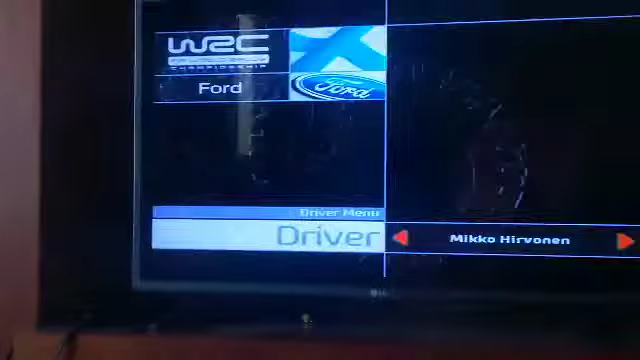 WRC
Ford
Ford
Driver Menu
Driver
Mikko Hirvonen